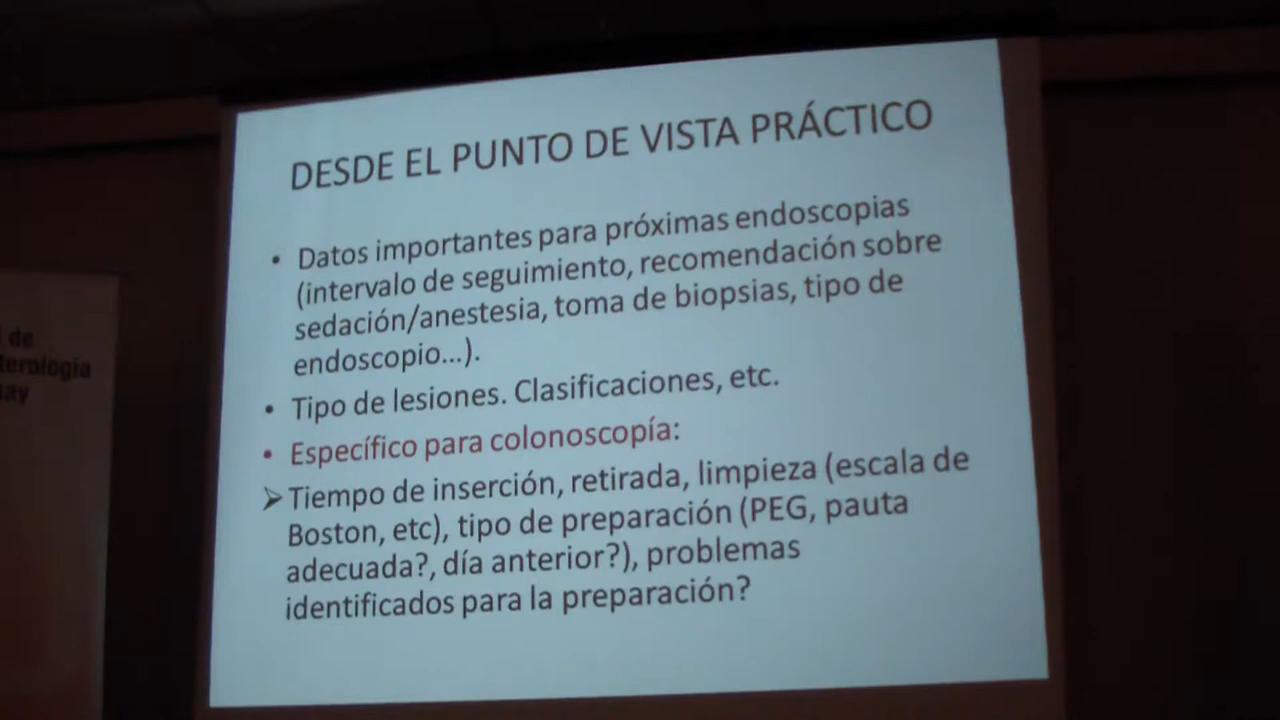 DESDE EL PUNTO DE VISTA PRÁCTICO
• Datos importantes para próximas endoscopias
(intervalo de seguimiento, recomendación sobre
sedación/anestesia, toma de biopsias, tipo de
endoscopio...).
• Tipo de lesiones. Clasificaciones, etc.
• Específico para colonoscopía:
➢ Tiempo de inserción, retirada, limpieza (escala de
Boston, etc), tipo de preparación (PEG, pauta
adecuada?, día anterior?), problemas
identificados para la preparación?
de